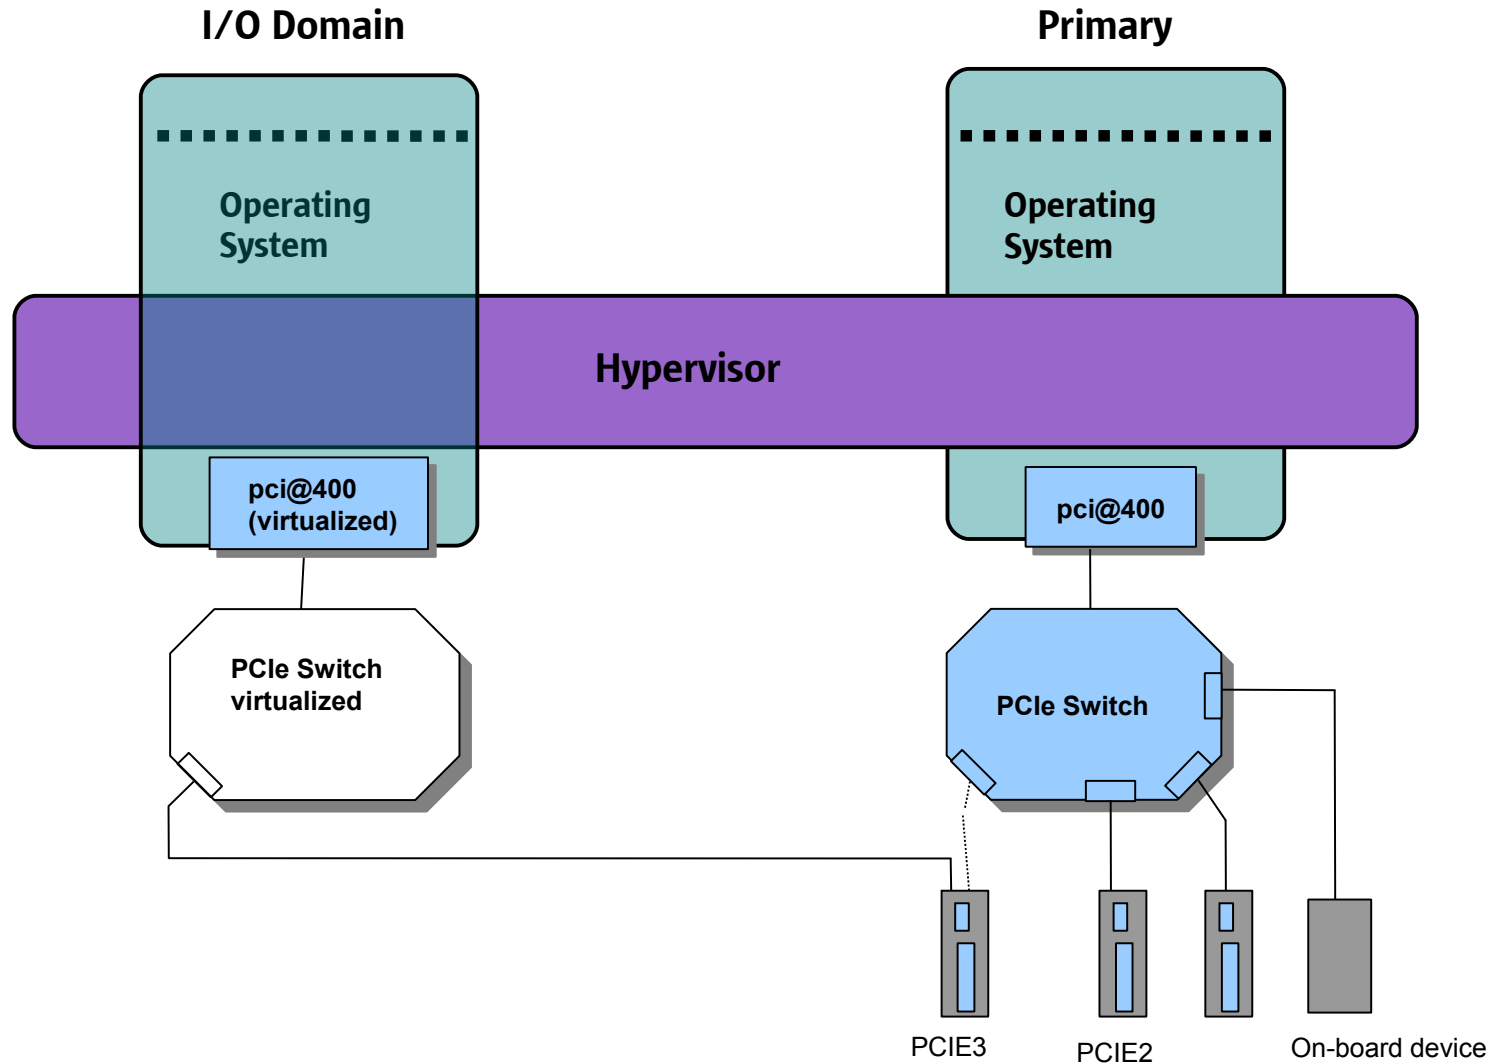 I/O Domain
Primary
Operating
System
Operating
System
Hypervisor
pci@400
(virtualized)
pci@400
PCIe Switch
virtualized
PCIe Switch
PCIE3
PCIE2
On-board device